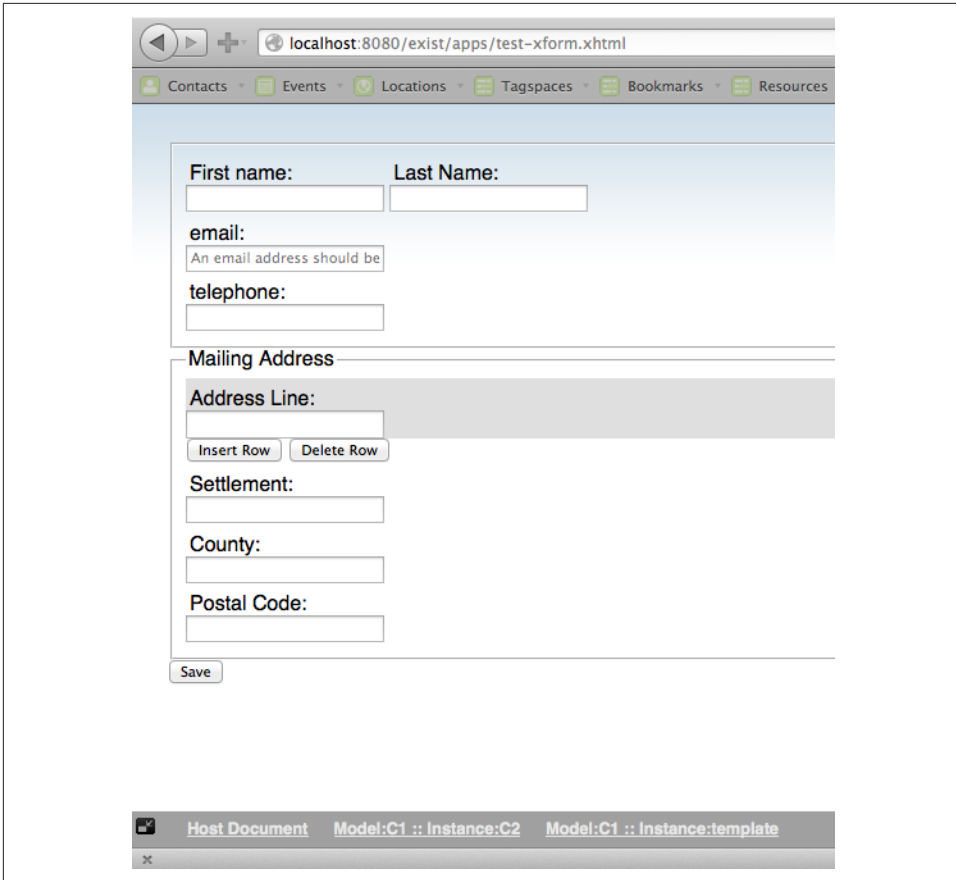 localhost:8080/exist/apps/test-xform.xhtml
Contacts Events Locations Tagspaces Bookmarks Resources
First name: Last Name:
email:
An email address should be
telephone:
Mailing Address
Address Line:
Insert Row Delete Row
Settlement:
County:
Postal Code:
Save
Host Document Model:C1 :: Instance:C2 Model:C1 :: Instance:template